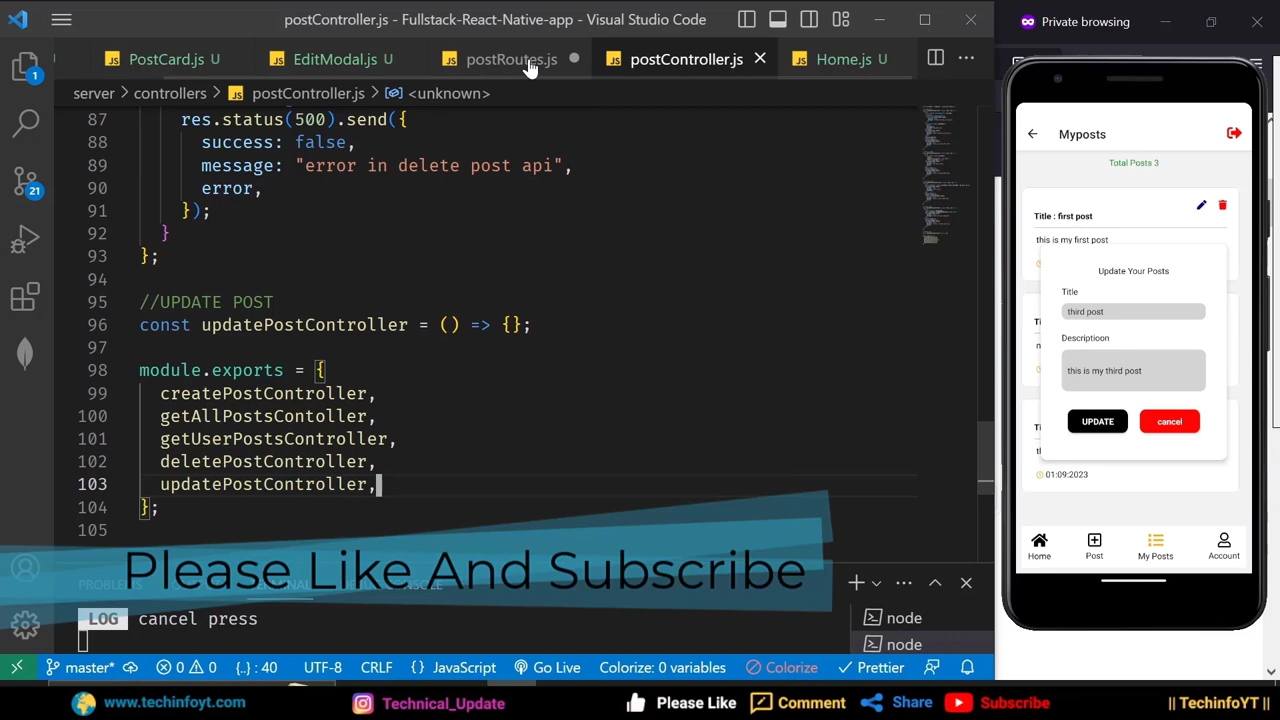 postController.js - Fullstack-React-Native-app - Visual Studio Code
Private browsing
PostCard.js U
EditModal.js U
postRoutes.js
postController.js
Home.js U
server > controllers > postController.js > <unknown>
87 res.status(500).send({
88 success: false,
89 message: "error in delete post api",
90 error,
91 });
92 }
93 };
94
95 //UPDATE POST
96 const updatePostController = () => {};
97
98 module.exports = {
99 createPostController,
100 getAllPostsContoller,
101 getUserPostsController,
102 deletePostController,
103 updatePostController,
104 };
105
1
21
Please Like And Subscribe
LOG cancel press
node
node
master*
0 0
{..} : 40
UTF-8
CRLF
{} JavaScript
Go Live
Colorize: 0 variables
Colorize
Prettier
Myposts
Total Posts 3
Title : first post
this is my first post
Update Your Posts
Title
third post
Descriptioon
this is my third post
UPDATE
cancel
01:09:2023
Home
Post
My Posts
Account
www.techinfoyt.com
Technical_Update
Please Like
Comment
Share
Subscribe
|| TechinfoYT ||